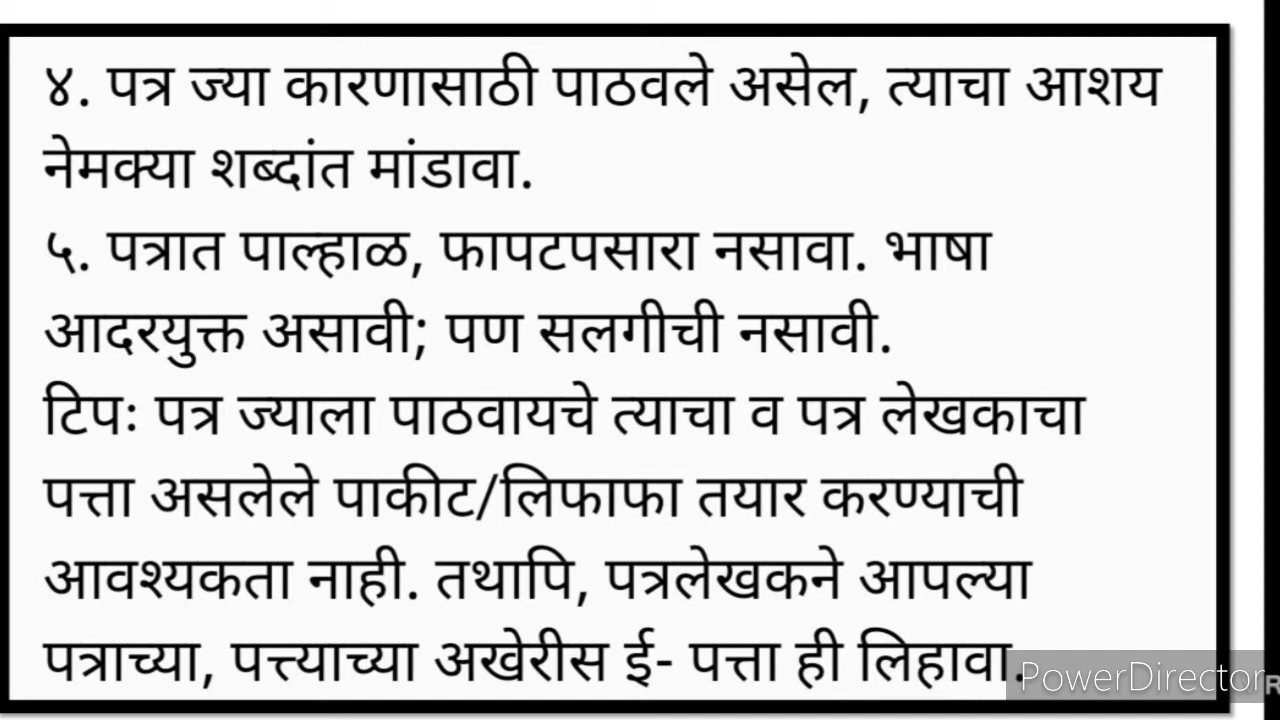 ४. पत्र ज्या कारणासाठी पाठवले असेल, त्याचा आशय
नेमक्या शब्दांत मांडावा.
५. पत्रात पाल्हाळ, फापटपसारा नसावा. भाषा
आदरयुक्त असावी; पण सलगीची नसावी.
टिपः पत्र ज्याला पाठवायचे त्याचा व पत्र लेखकाचा
पत्ता असलेले पाकीट/लिफाफा तयार करण्याची
आवश्यकता नाही. तथापि, पत्रलेखकने आपल्या
पत्राच्या, पत्त्याच्या अखेरीस ई- पत्ता ही लिहावा.
PowerDirector